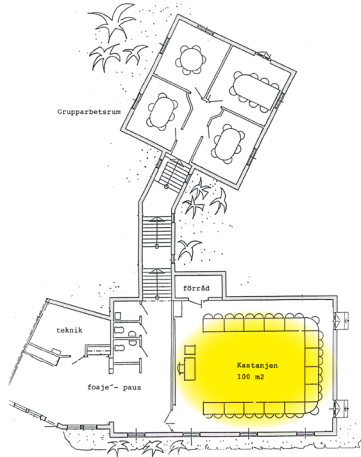 Grupparbetsrum
förråd
teknik
Kastanjen
100 m2
foaje´- paus